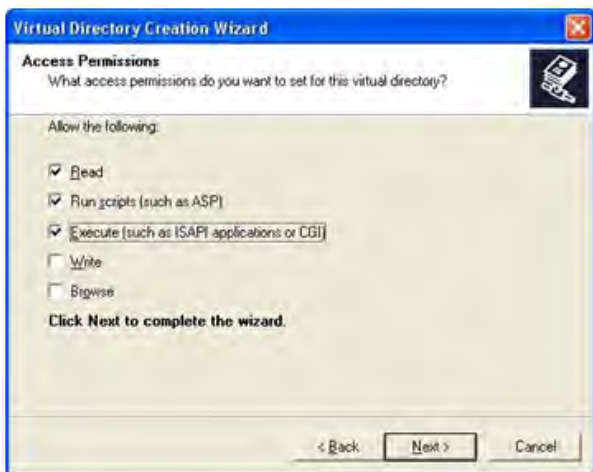 Virtual Directory Creation Wizard
Access Permissions
What access permissions do you want to set for this virtual directory?
Allow the following:
Read
Run scripts (such as ASP)
Execute (such as ISAPI applications or CGI)
Write
Browse
Click Next to complete the wizard.
< Back Next > Cancel